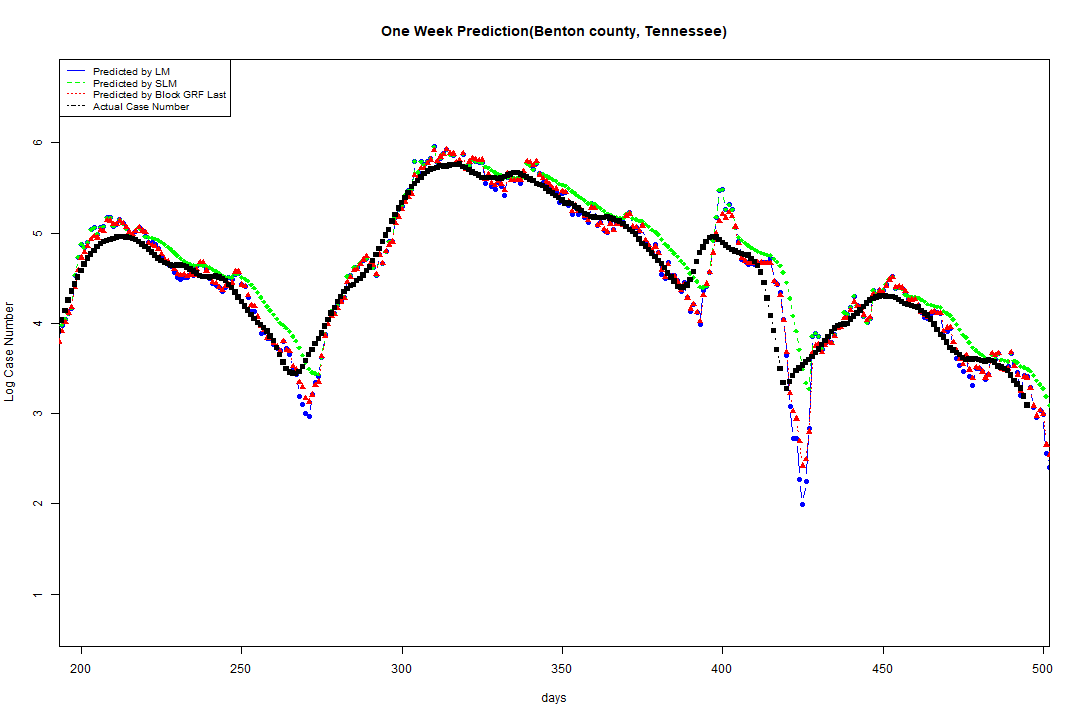 One Week Prediction(Benton county, Tennessee)
Predicted by LM
Predicted by SLM
Predicted by Block GRF Last
Actual Case Number
Log Case Number
6
5
4
3
2
1
200 250 300 350 400 450 500
days